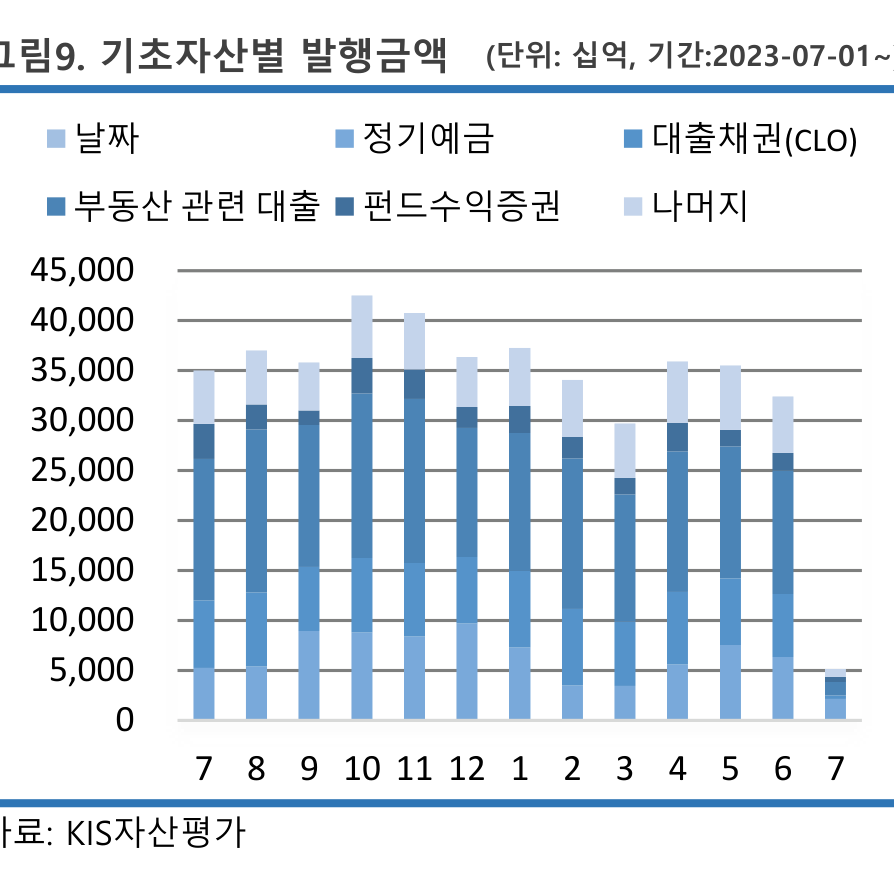 그림9. 기초자산별 발행금액 (단위: 십억, 기간:2023-07-01~)
날짜 정기예금 대출채권(CLO)
부동산 관련 대출 펀드수익증권 나머지
45,000
40,000
35,000
30,000
25,000
20,000
15,000
10,000
5,000
0
7 8 9 10 11 12 1 2 3 4 5 6 7
자료: KIS자산평가